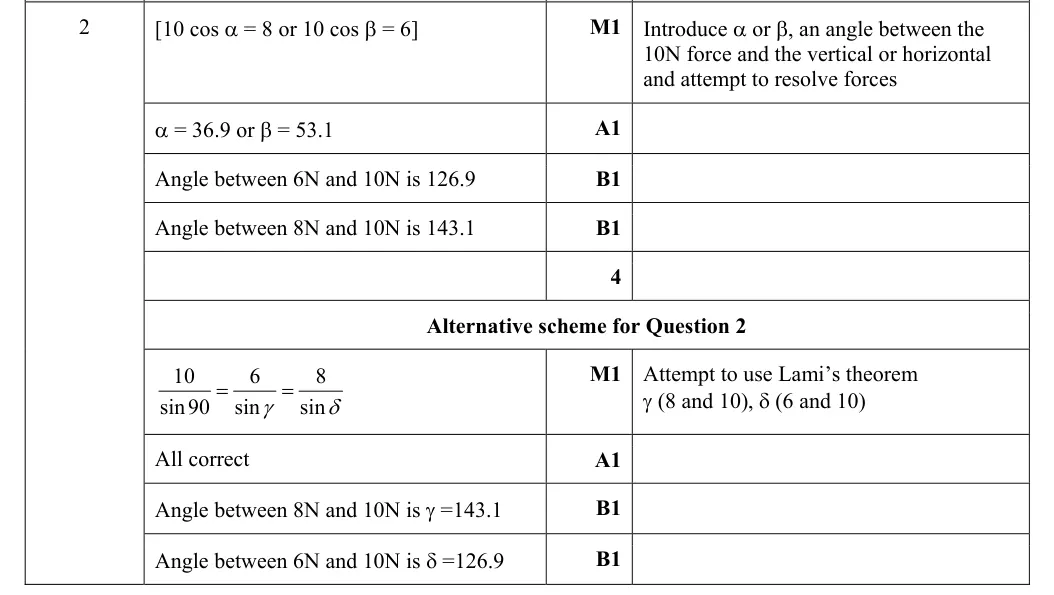 2
[10 cos α = 8 or 10 cos β = 6]
M1
Introduce α or β, an angle between the
10N force and the vertical or horizontal
and attempt to resolve forces
α = 36.9 or β = 53.1
A1
Angle between 6N and 10N is 126.9
B1
Angle between 8N and 10N is 143.1
B1
4
Alternative scheme for Question 2
10/sin 90 = 6/sin γ = 8/sin δ
M1
Attempt to use Lami’s theorem
γ (8 and 10), δ (6 and 10)
All correct
A1
Angle between 8N and 10N is γ =143.1
B1
Angle between 6N and 10N is δ =126.9
B1